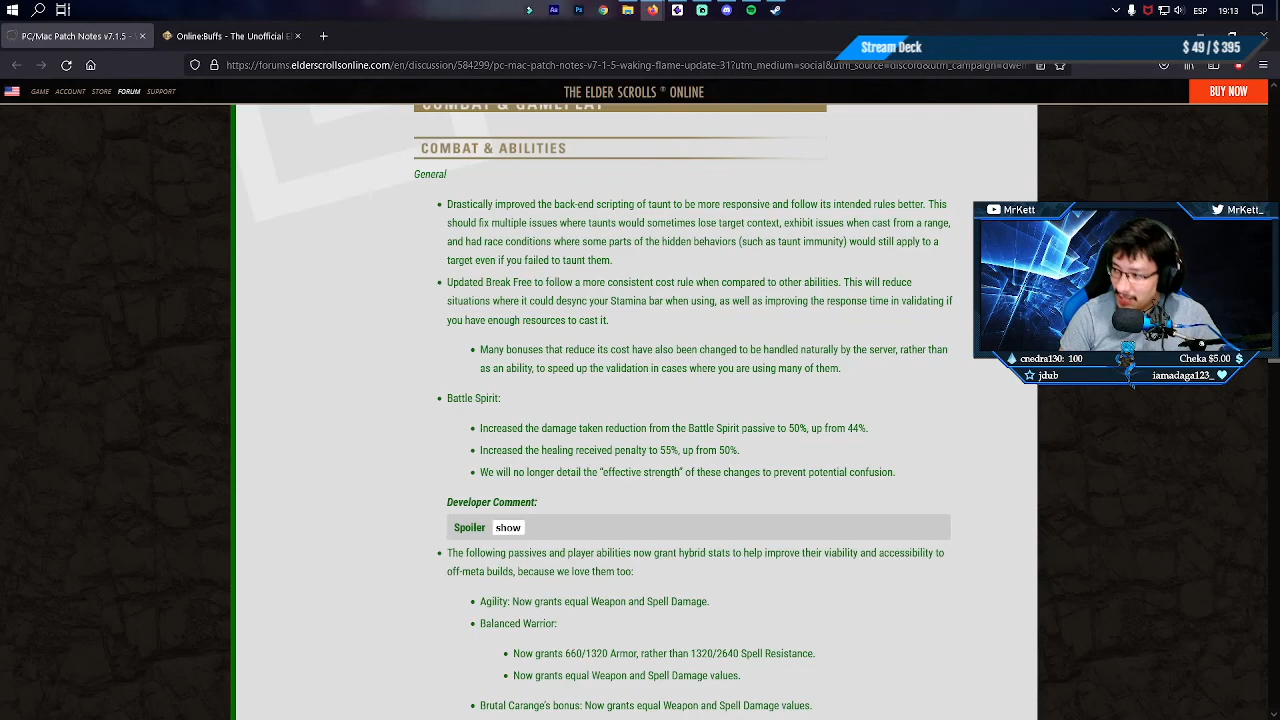 19:13
PC/Mac Patch Notes v7.1.5 -
Online:Buffs - The Unofficial El
Stream Deck
$ 49 / $ 395
https://forums.elderscrollsonline.com/en/discussion/584299/pc-mac-patch-notes-v7-1-5-waking-flame-update-31?utm_medium=social&utm_source=discord&utm_campaign=dwem
GAME ACCOUNT STORE FORUM SUPPORT
THE ELDER SCROLLS ® ONLINE
BUY NOW
COMBAT & GAMEPLAY
COMBAT & ABILITIES
General
Drastically improved the back-end scripting of taunt to be more responsive and follow its intended rules better. This
should fix multiple issues where taunts would sometimes lose target context, exhibit issues when cast from a range,
and had race conditions where some parts of the hidden behaviors (such as taunt immunity) would still apply to a
target even if you failed to taunt them.
Updated Break Free to follow a more consistent cost rule when compared to other abilities. This will reduce
situations where it could desync your Stamina bar when using, as well as improving the response time in validating if
you have enough resources to cast it.
Many bonuses that reduce its cost have also been changed to be handled naturally by the server, rather than
as an ability, to speed up the validation in cases where you are using many of them.
Battle Spirit:
Increased the damage taken reduction from the Battle Spirit passive to 50%, up from 44%.
Increased the healing received penalty to 55%, up from 50%.
We will no longer detail the “effective strength” of these changes to prevent potential confusion.
Developer Comment:
Spoiler show
The following passives and player abilities now grant hybrid stats to help improve their viability and accessibility to
off-meta builds, because we love them too:
Agility: Now grants equal Weapon and Spell Damage.
Balanced Warrior:
Now grants 660/1320 Armor, rather than 1320/2640 Spell Resistance.
Now grants equal Weapon and Spell Damage values.
Brutal Carange's bonus: Now grants equal Weapon and Spell Damage values.
MrKett
MrKett_
cnedra130: 100
Cheka $5.00 $
jdub
iamadaga123_